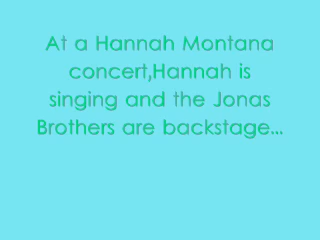 At a Hannah Montana
concert,Hannah is
singing and the Jonas
Brothers are backstage...